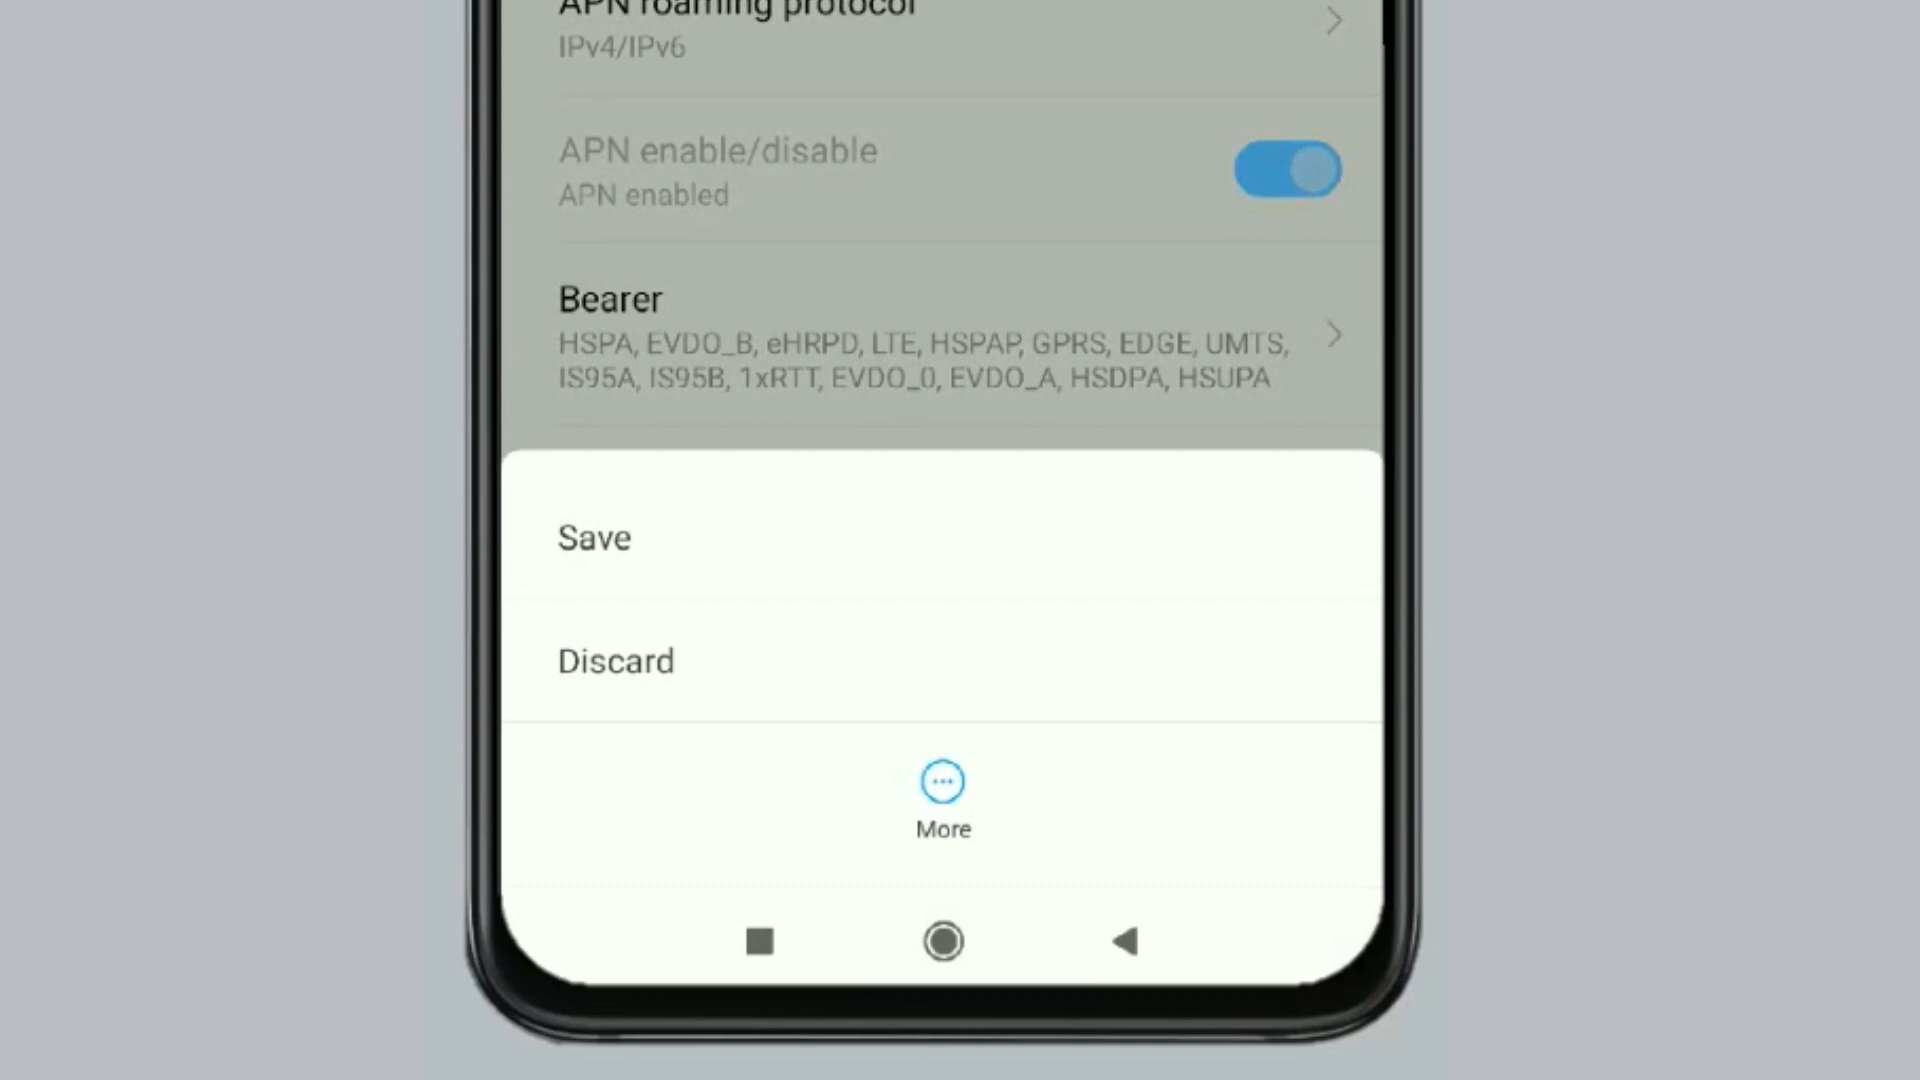 APN roaming protocol
IPv4/IPv6
APN enable/disable
APN enabled
Bearer
HSPA, EVDO_B, eHRPD, LTE, HSPAP, GPRS, EDGE, UMTS,
IS95A, IS95B, 1xRTT, EVDO_0, EVDO_A, HSDPA, HSUPA
Save
Discard
More